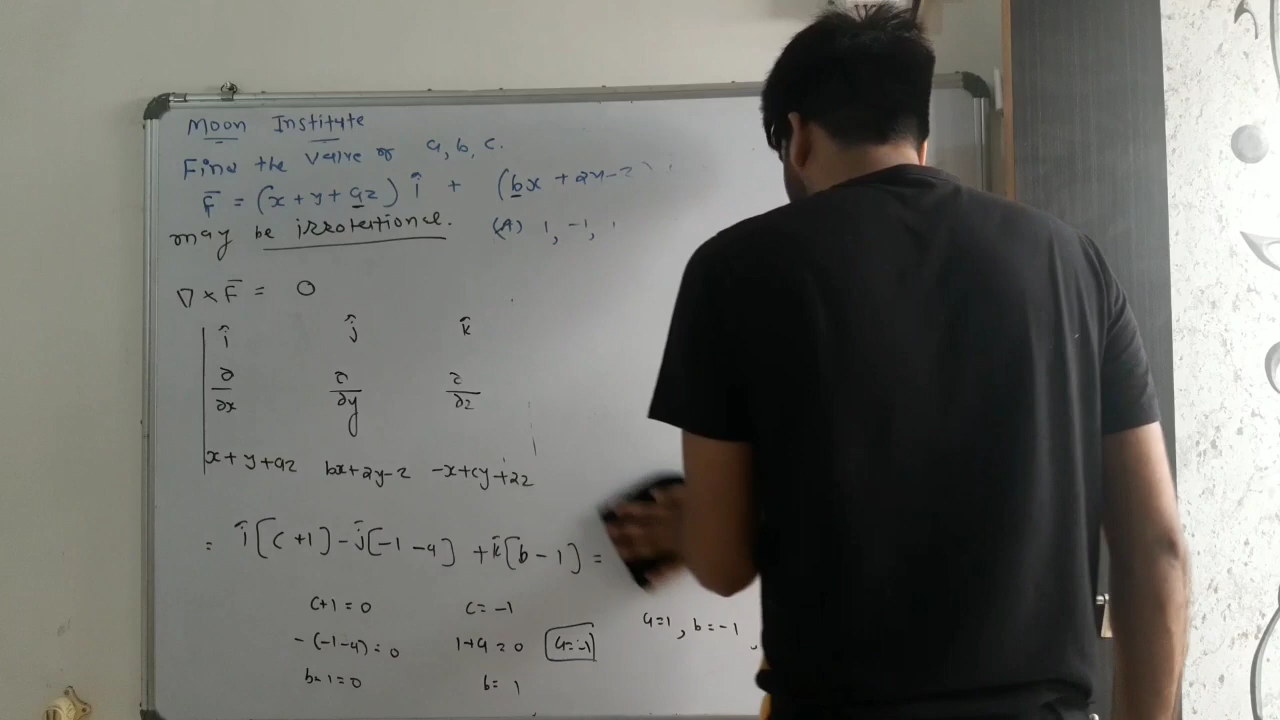 Moon Institute
Find the value of a, b, c.
F̄ = (x + y + az) î + (bx + 2y - z)
may be irrotational. (A) 1, -1, 1
∇ × F̄ = 0
î ĵ k̂
∂/∂x ∂/∂y ∂/∂z
x + y + az bx + 2y - z -x + cy + 2z
= î [c + 1] - ĵ [-1 - a] + k̂ [b - 1] =
c + 1 = 0 c = -1
- (-1 - a) = 0 1 + a = 0 a = -1 a = 1, b = -1,
b - 1 = 0 b = 1